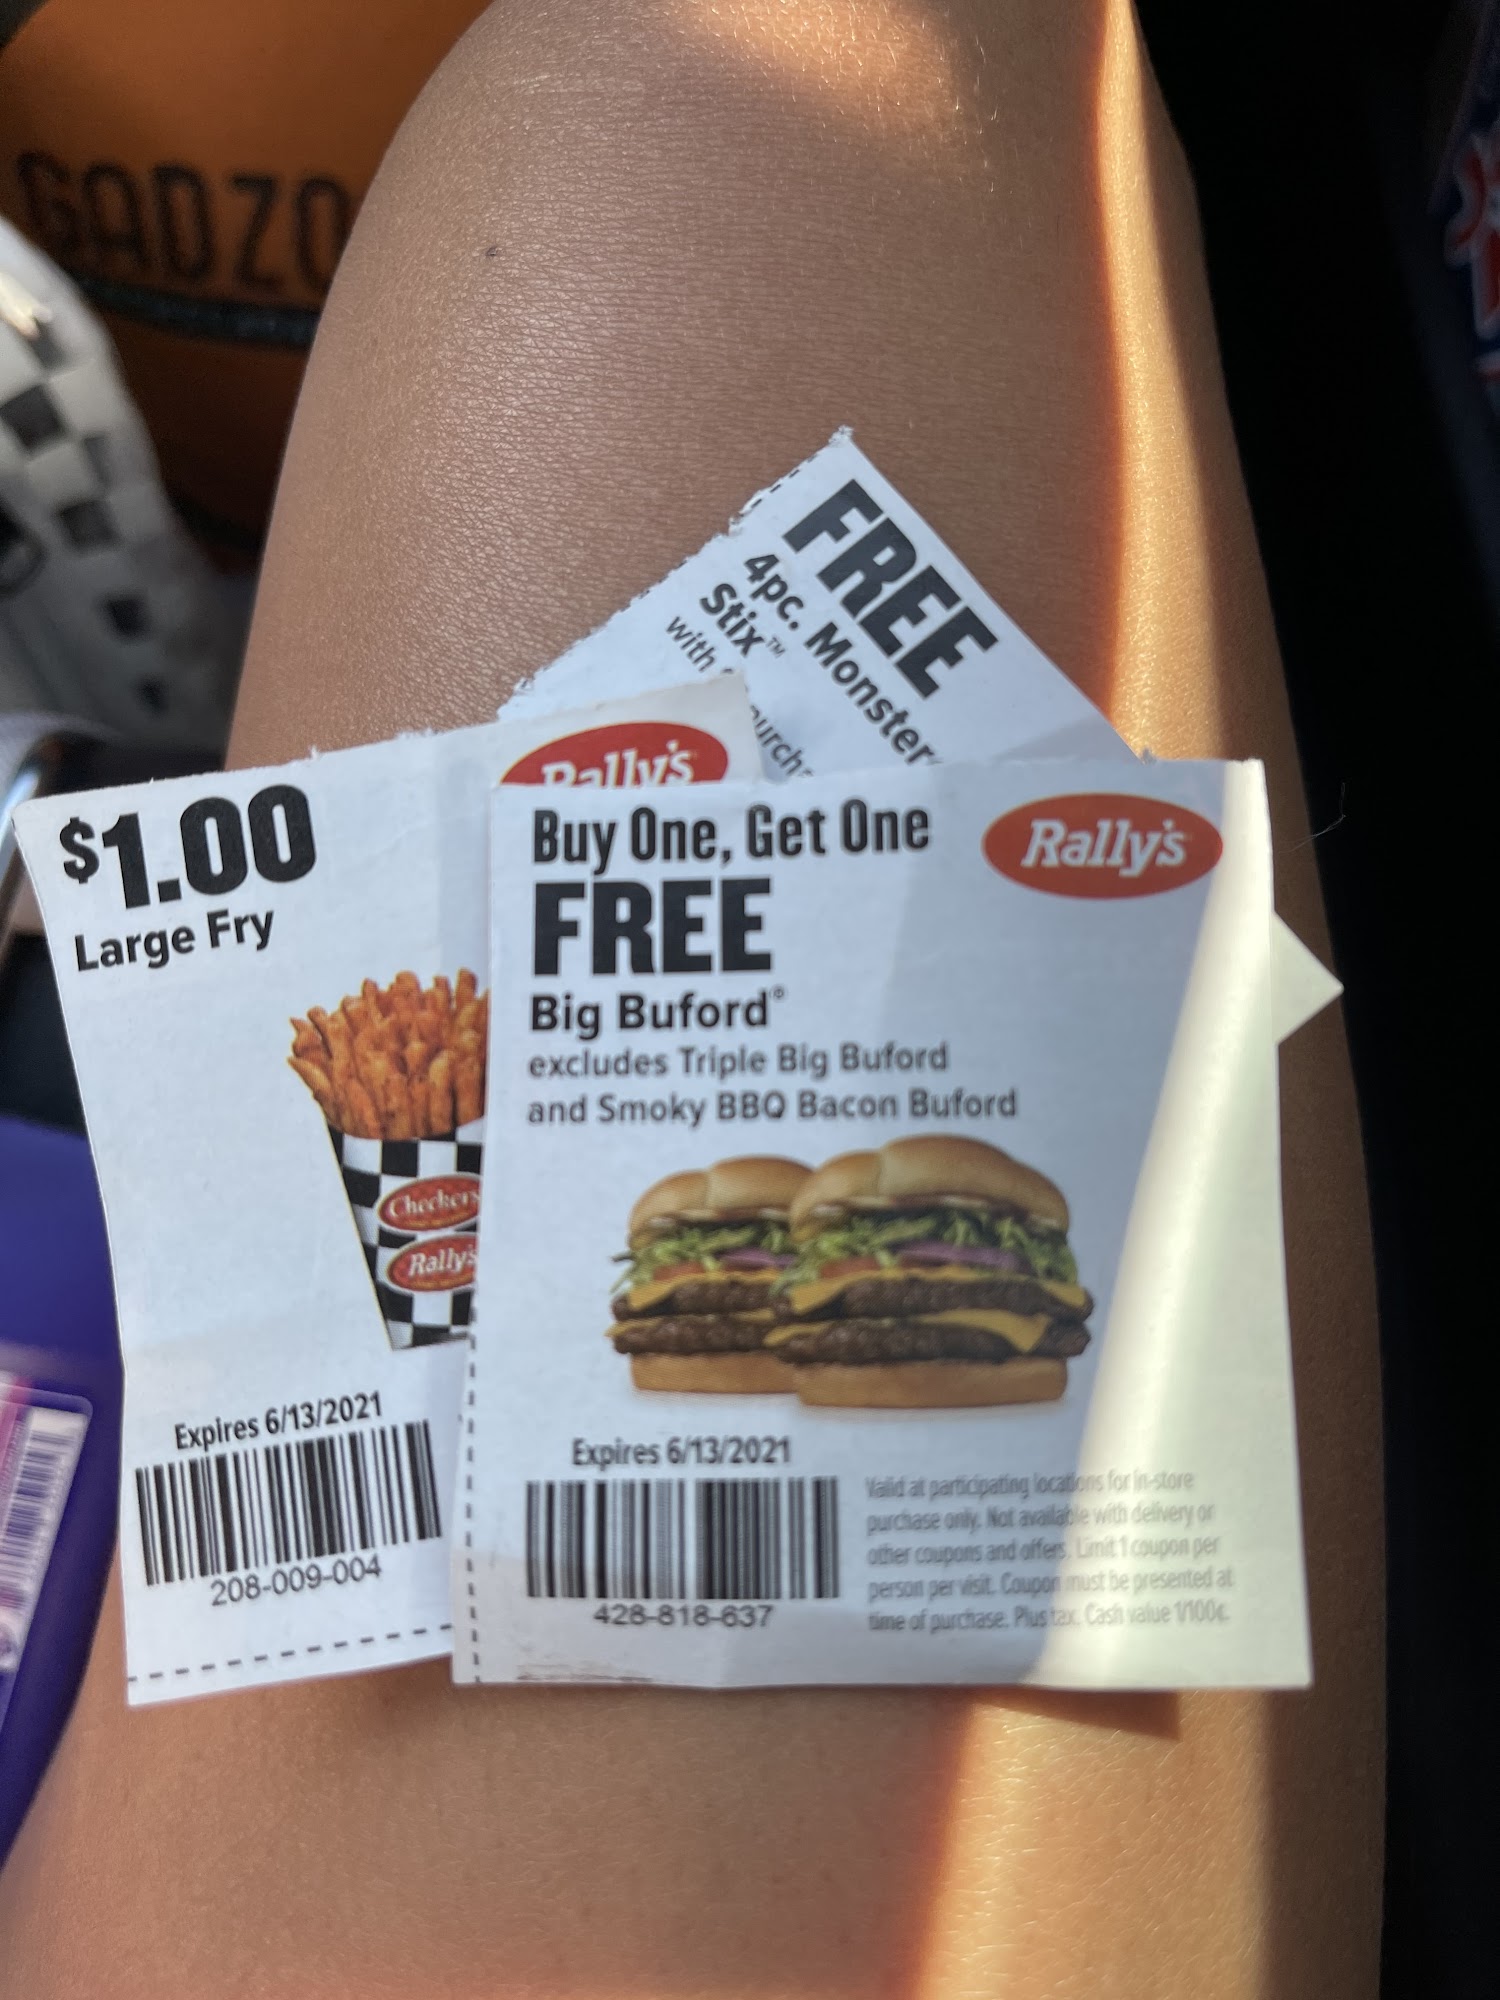 GADZO
FREE
4pc. Monster
Stix™
with
purch
$1.00
Large Fry
Rally's
Checkers
Rally's
Expires 6/13/2021
208-009-004
Buy One, Get One
FREE
Rally's
Big Buford®
excludes Triple Big Buford
and Smoky BBQ Bacon Buford
Expires 6/13/2021
428-818-637
Valid at participating locations for in-store
purchase only. Not available with delivery or
other coupons and offers. Limit 1 coupon per
person per visit. Coupon must be presented at
time of purchase. Plus tax. Cash value 1/100¢.